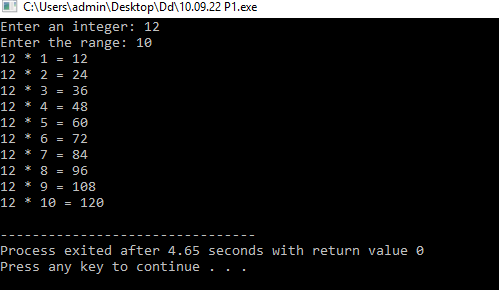 C:\Users\admin\Desktop\Dd\10.09.22 P1.exe
Enter an integer: 12
Enter the range: 10
12 * 1 = 12
12 * 2 = 24
12 * 3 = 36
12 * 4 = 48
12 * 5 = 60
12 * 6 = 72
12 * 7 = 84
12 * 8 = 96
12 * 9 = 108
12 * 10 = 120
--------------------------------
Process exited after 4.65 seconds with return value 0
Press any key to continue . . .